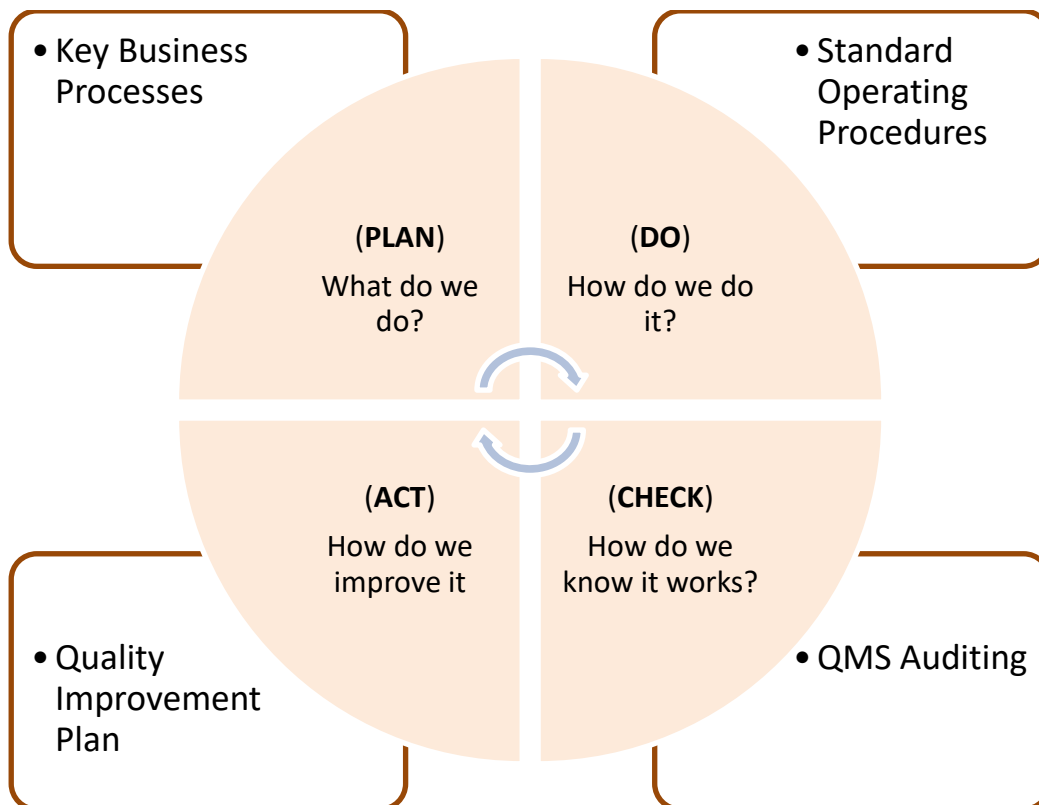 • Key Business
Processes
• Standard
Operating
Procedures
(PLAN)
What do we
do?
(DO)
How do we do
it?
(ACT)
How do we
improve it
(CHECK)
How do we
know it works?
• Quality
Improvement
Plan
• QMS Auditing